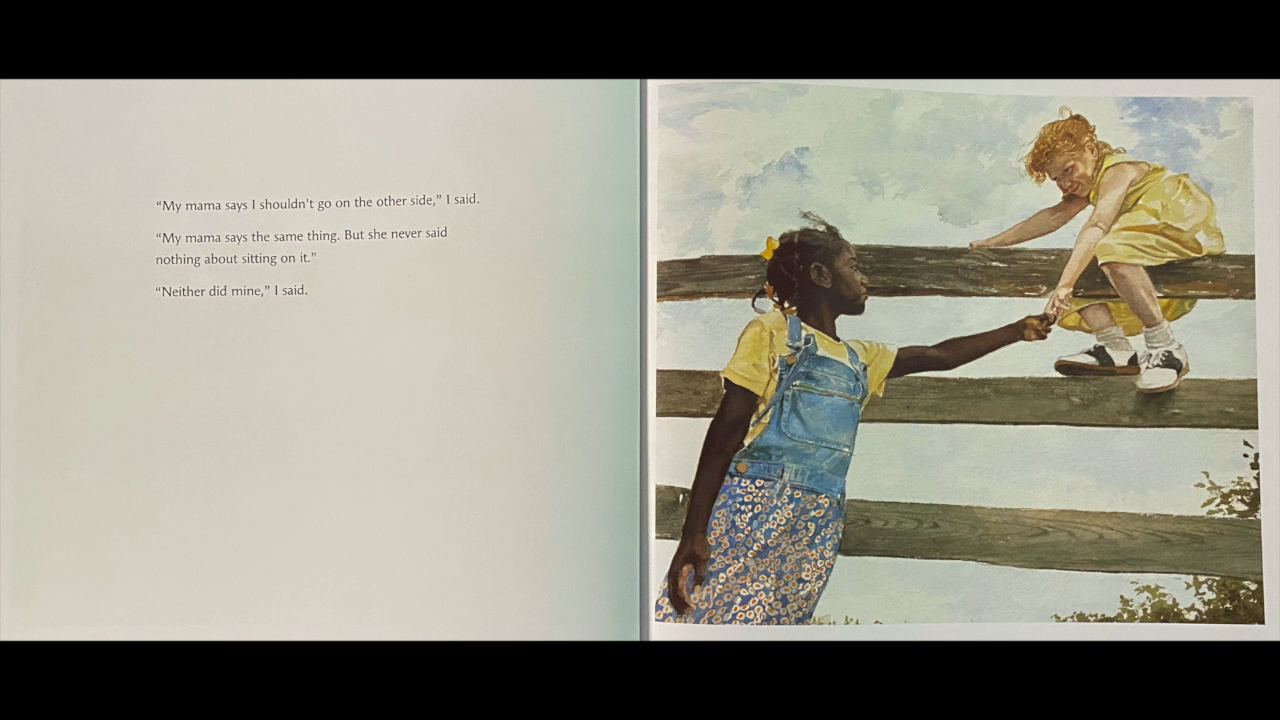 “My mama says I shouldn’t go on the other side,” I said.
“My mama says the same thing. But she never said
nothing about sitting on it.”
“Neither did mine,” I said.